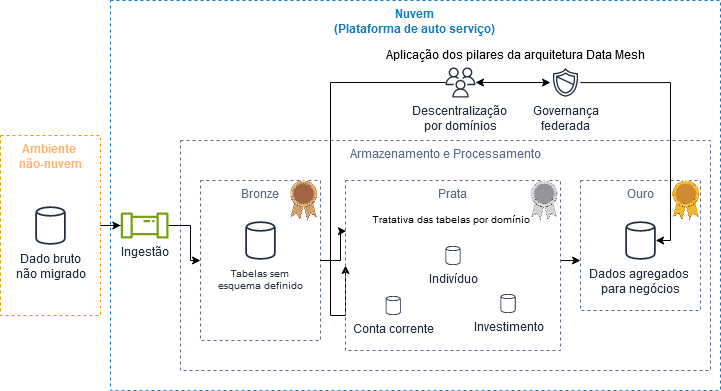 Nuvem
(Plataforma de auto serviço)
Aplicação dos pilares da arquitetura Data Mesh
Descentralização
por domínios
Governança
federada
Ambiente
não-nuvem
Dado bruto
não migrado
Ingestão
Armazenamento e Processamento
Bronze
Tabelas sem
esquema definido
Prata
Tratativa das tabelas por domínio
Indivíduo
Conta corrente
Investimento
Ouro
Dados agregados
para negócios